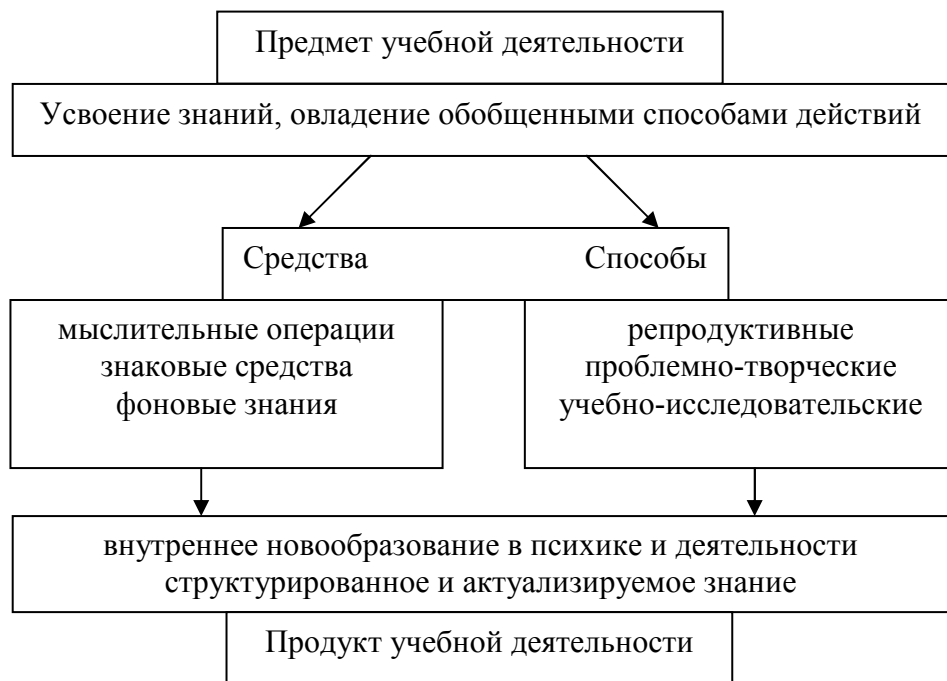 Предмет учебной деятельности
Усвоение знаний, овладение обобщенными способами действий
Средства
Способы
мыслительные операции
знаковые средства
фоновые знания
репродуктивные
проблемно-творческие
учебно-исследовательские
внутреннее новообразование в психике и деятельности
структурированное и актуализируемое знание
Продукт учебной деятельности